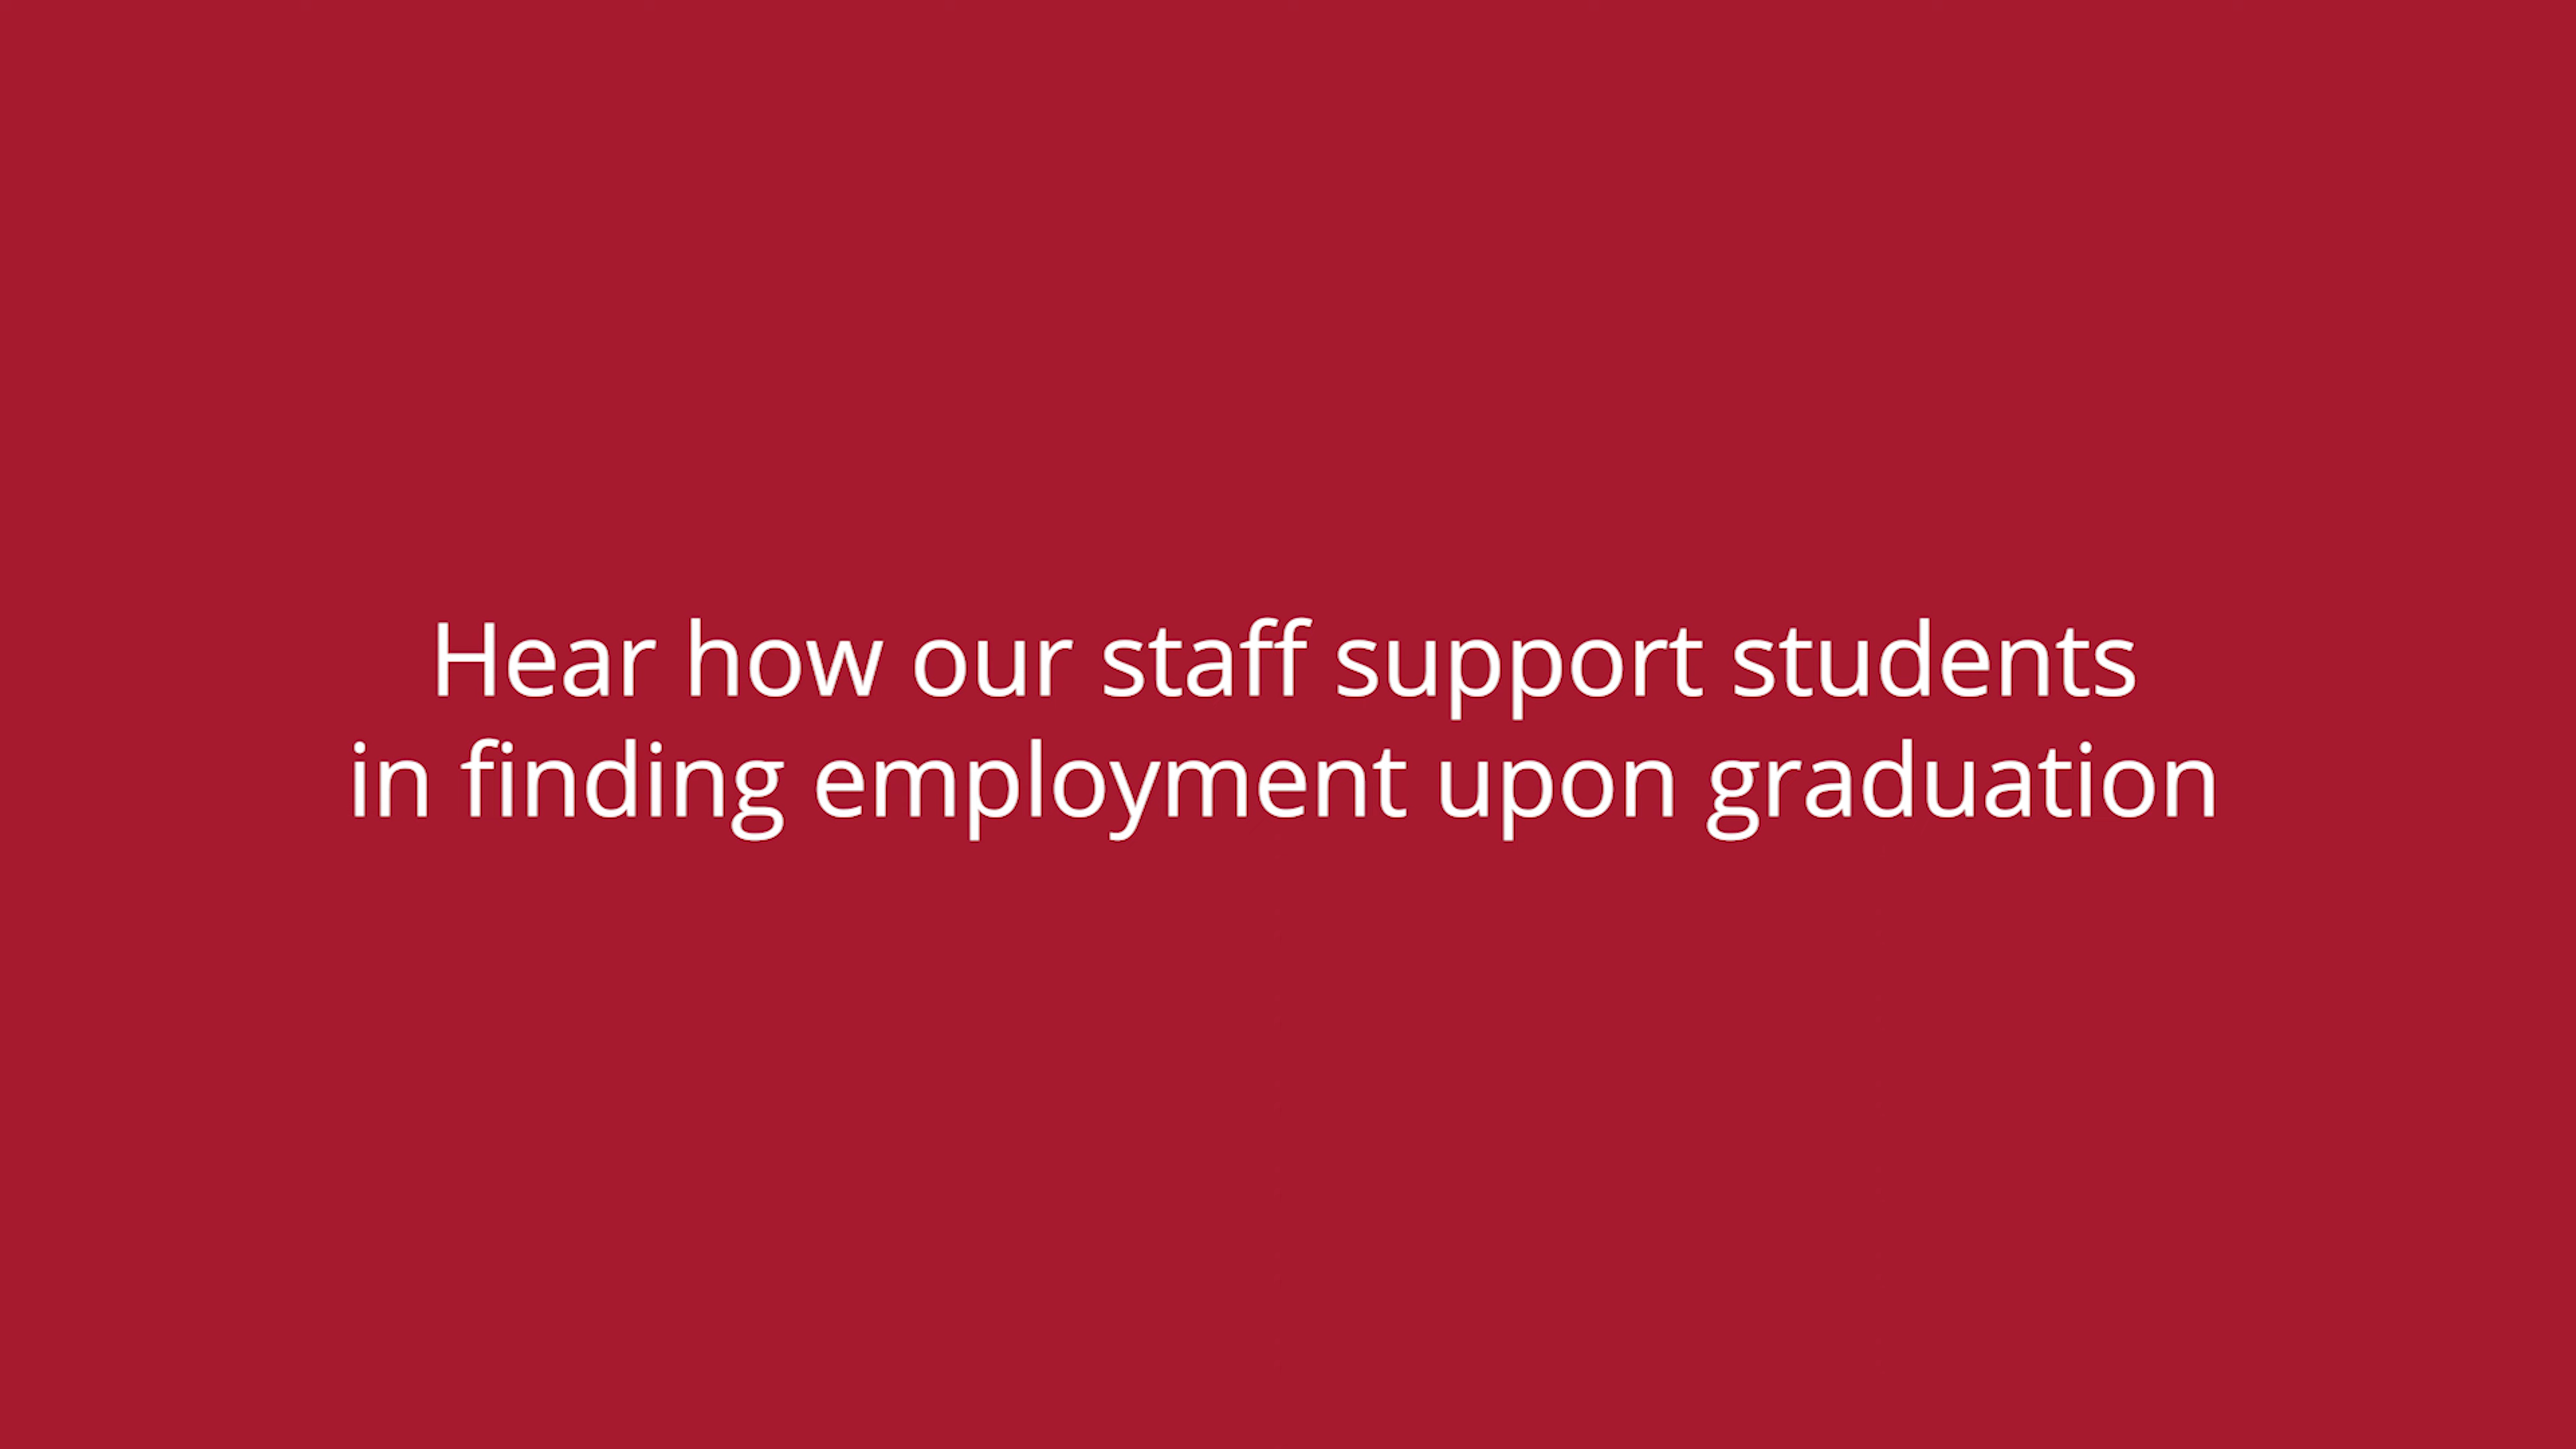 Hear how our staff support students
in finding employment upon graduation